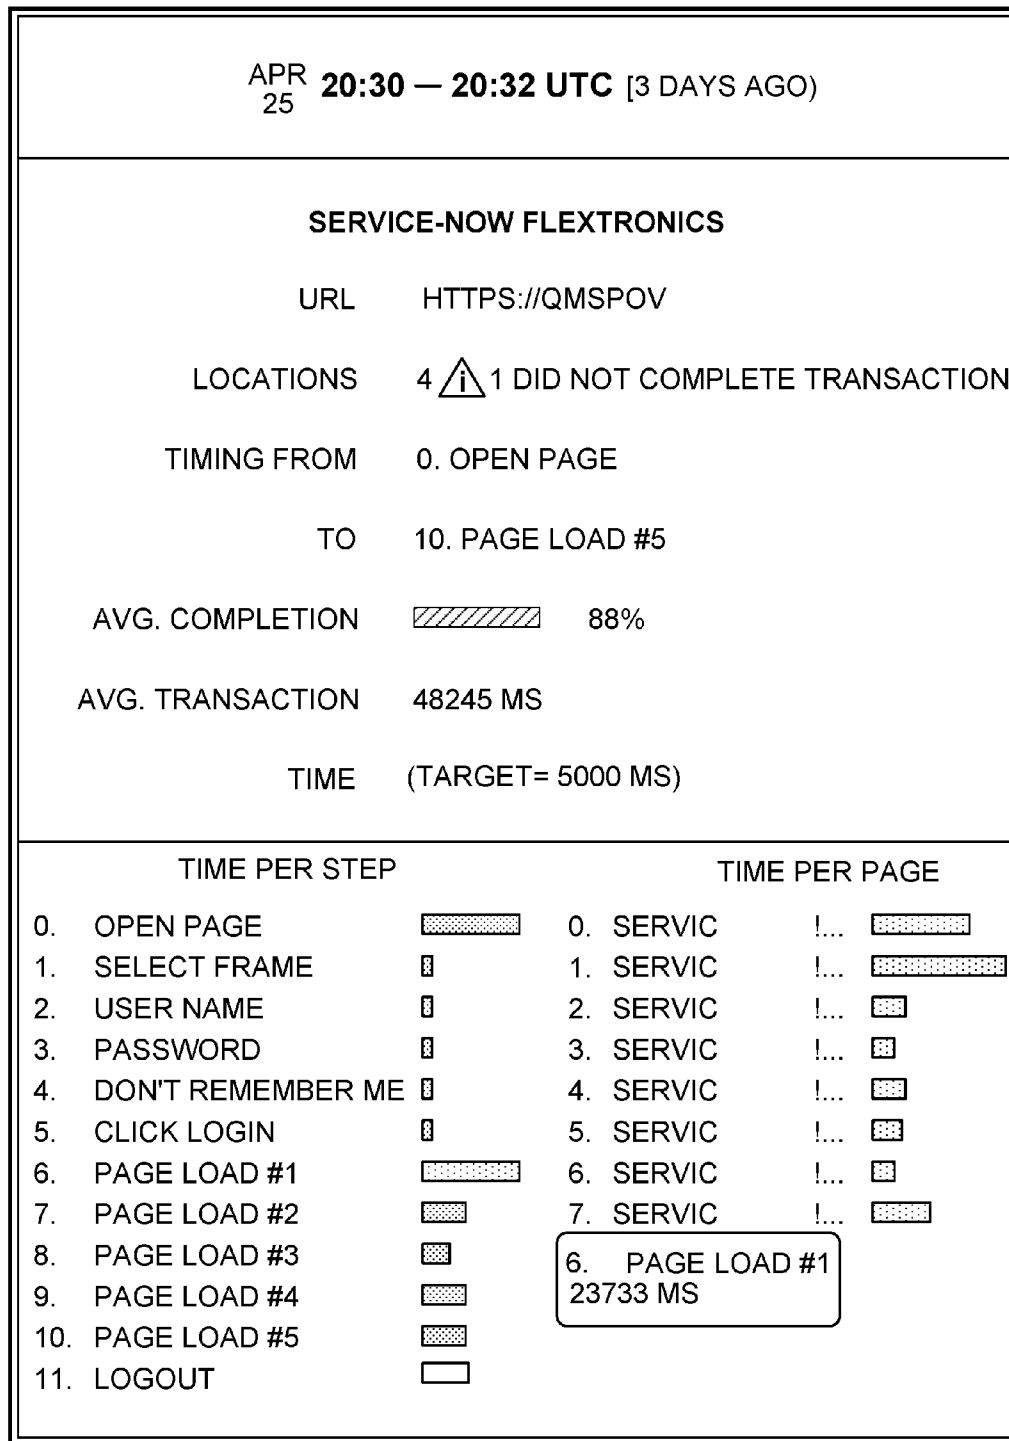 APR 25 20:30 — 20:32 UTC [3 DAYS AGO)
SERVICE-NOW FLEXTRONICS
URL HTTPS://QMSPOV
LOCATIONS 4 i 1 DID NOT COMPLETE TRANSACTION
TIMING FROM 0. OPEN PAGE
TO 10. PAGE LOAD #5
AVG. COMPLETION 88%
AVG. TRANSACTION 48245 MS
TIME (TARGET= 5000 MS)
TIME PER STEP
0. OPEN PAGE
1. SELECT FRAME
2. USER NAME
3. PASSWORD
4. DON'T REMEMBER ME
5. CLICK LOGIN
6. PAGE LOAD #1
7. PAGE LOAD #2
8. PAGE LOAD #3
9. PAGE LOAD #4
10. PAGE LOAD #5
11. LOGOUT
TIME PER PAGE
0. SERVIC !...
1. SERVIC !...
2. SERVIC !...
3. SERVIC !...
4. SERVIC !...
5. SERVIC !...
6. SERVIC !...
7. SERVIC !...
6. PAGE LOAD #1
23733 MS